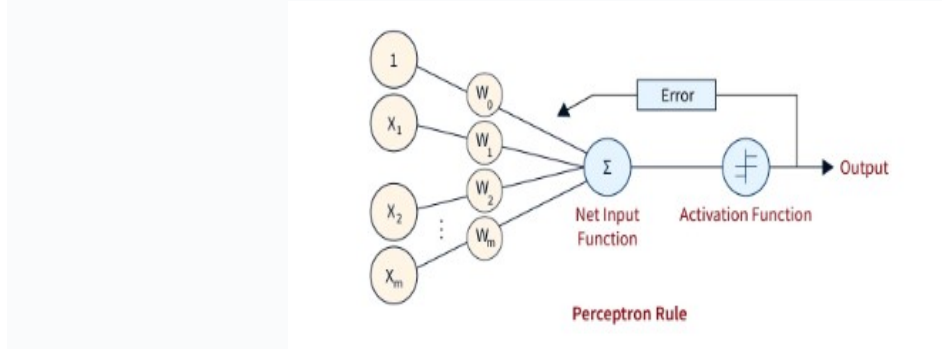 1
W0
Error
X1
W1
Σ
Output
W2
X2
Net Input
Function
Activation Function
⋮
Wm
Xm
Perceptron Rule